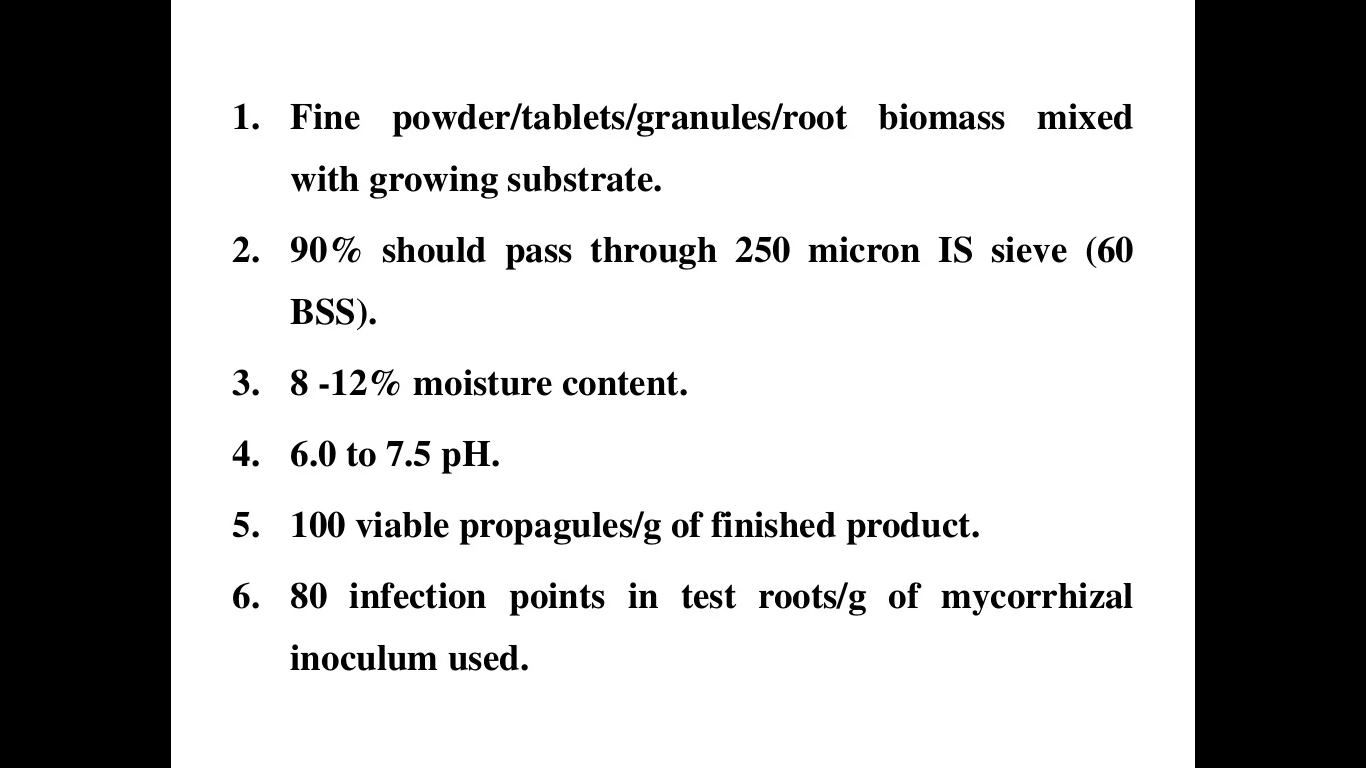 1. Fine powder/tablets/granules/root biomass mixed
with growing substrate.
2. 90% should pass through 250 micron IS sieve (60
BSS).
3. 8 -12% moisture content.
4. 6.0 to 7.5 pH.
5. 100 viable propagules/g of finished product.
6. 80 infection points in test roots/g of mycorrhizal
inoculum used.